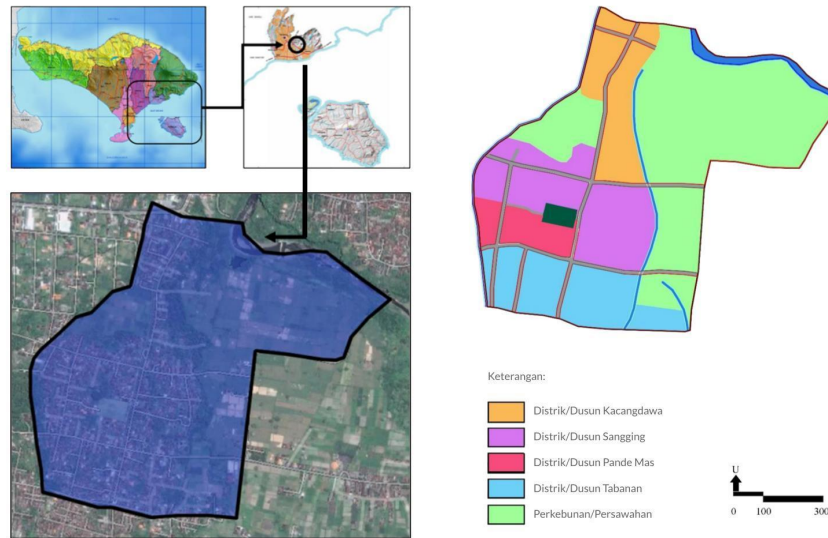 Keterangan:
Distrik/Dusun Kacangdawa
Distrik/Dusun Sangging
Distrik/Dusun Pande Mas
Distrik/Dusun Tabanan
Perkebunan/Persawahan
U
0 100 300